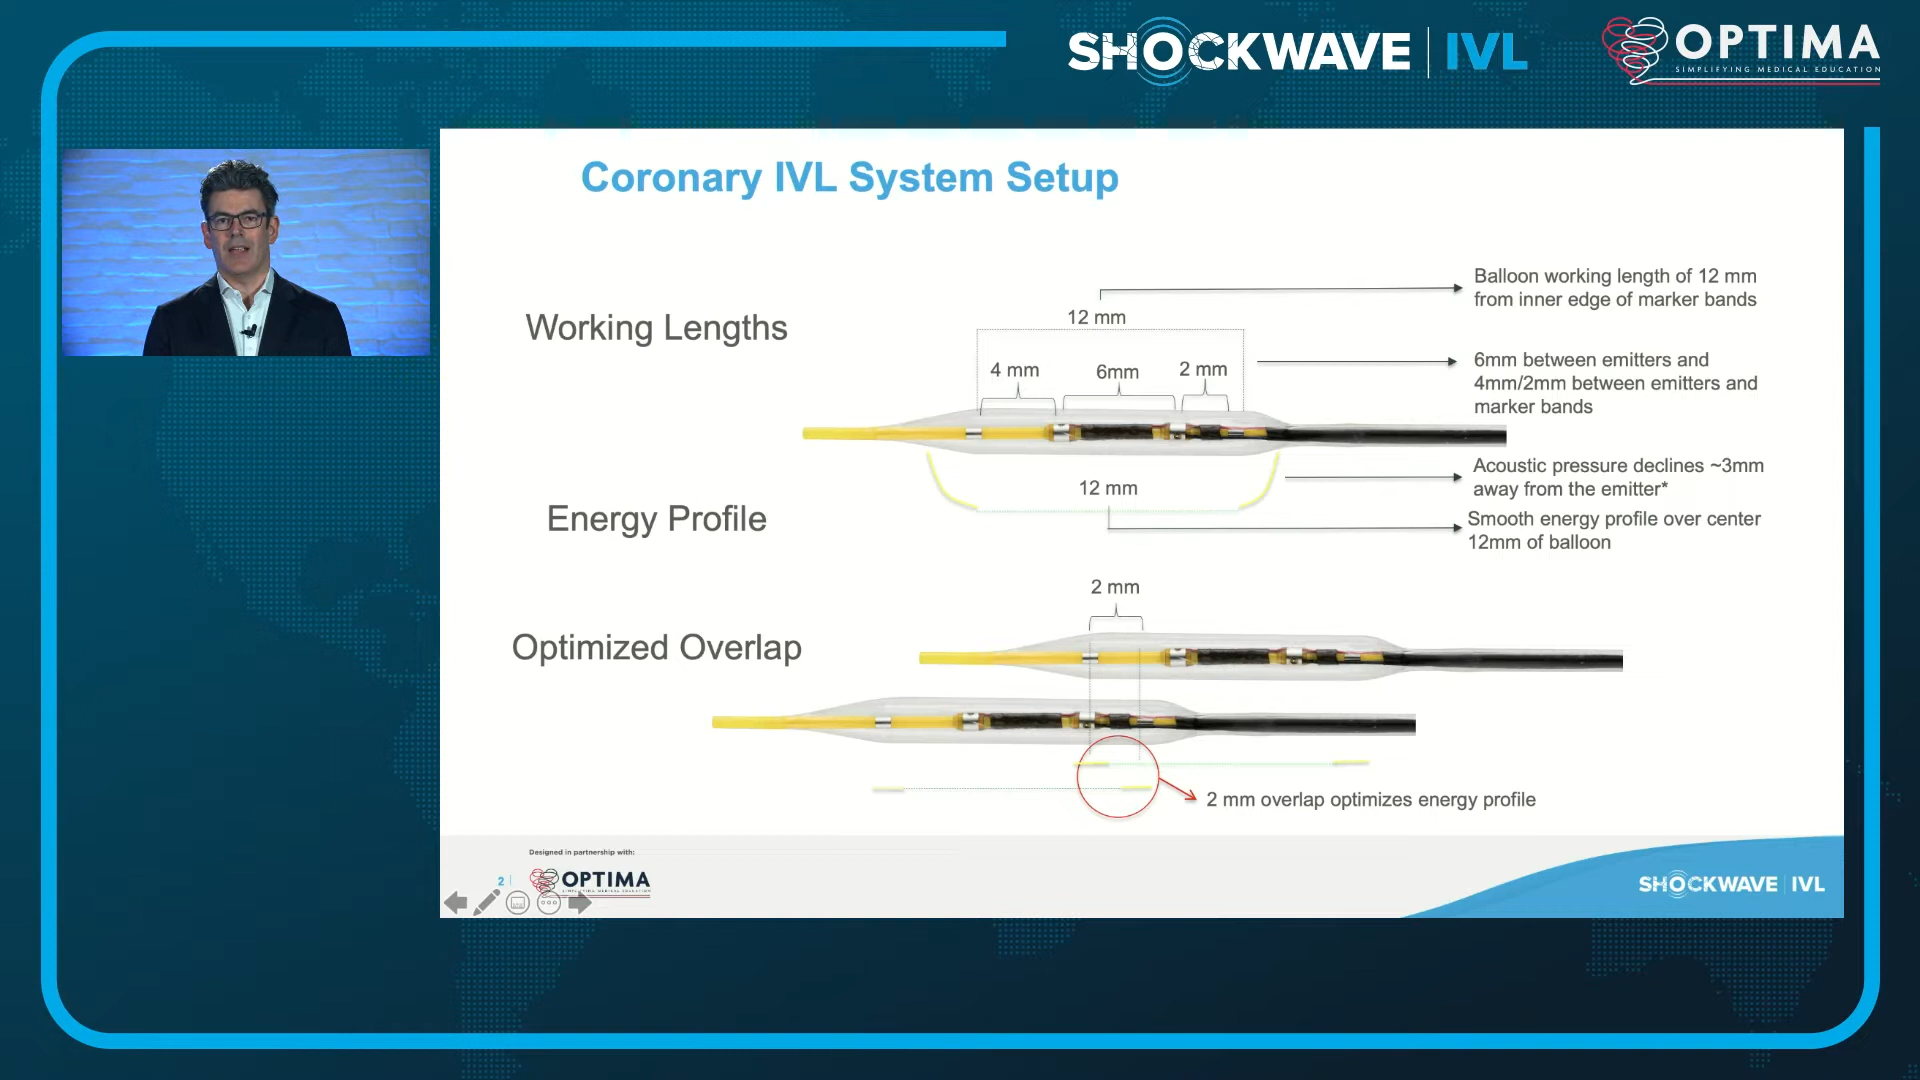 SHOCKWAVE | IVL
OPTIMA
SIMPLIFYING MEDICAL EDUCATION
Coronary IVL System Setup
Working Lengths
12 mm
4 mm
6mm
2 mm
Balloon working length of 12 mm
from inner edge of marker bands
6mm between emitters and
4mm/2mm between emitters and
marker bands
Energy Profile
12 mm
Acoustic pressure declines ~3mm
away from the emitter*
Smooth energy profile over center
12mm of balloon
Optimized Overlap
2 mm
2 mm overlap optimizes energy profile
Designed in partnership with:
2 |
OPTIMA
SIMPLIFYING MEDICAL EDUCATION
SHOCKWAVE | IVL